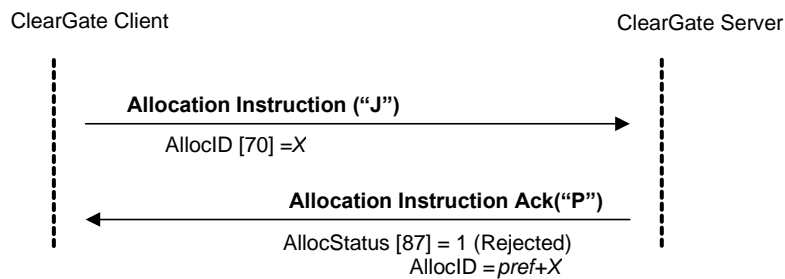 ClearGate Client
ClearGate Server
Allocation Instruction (“J”)
AllocID [70] =X
Allocation Instruction Ack(“P”)
AllocStatus [87] = 1 (Rejected)
AllocID =pref+X